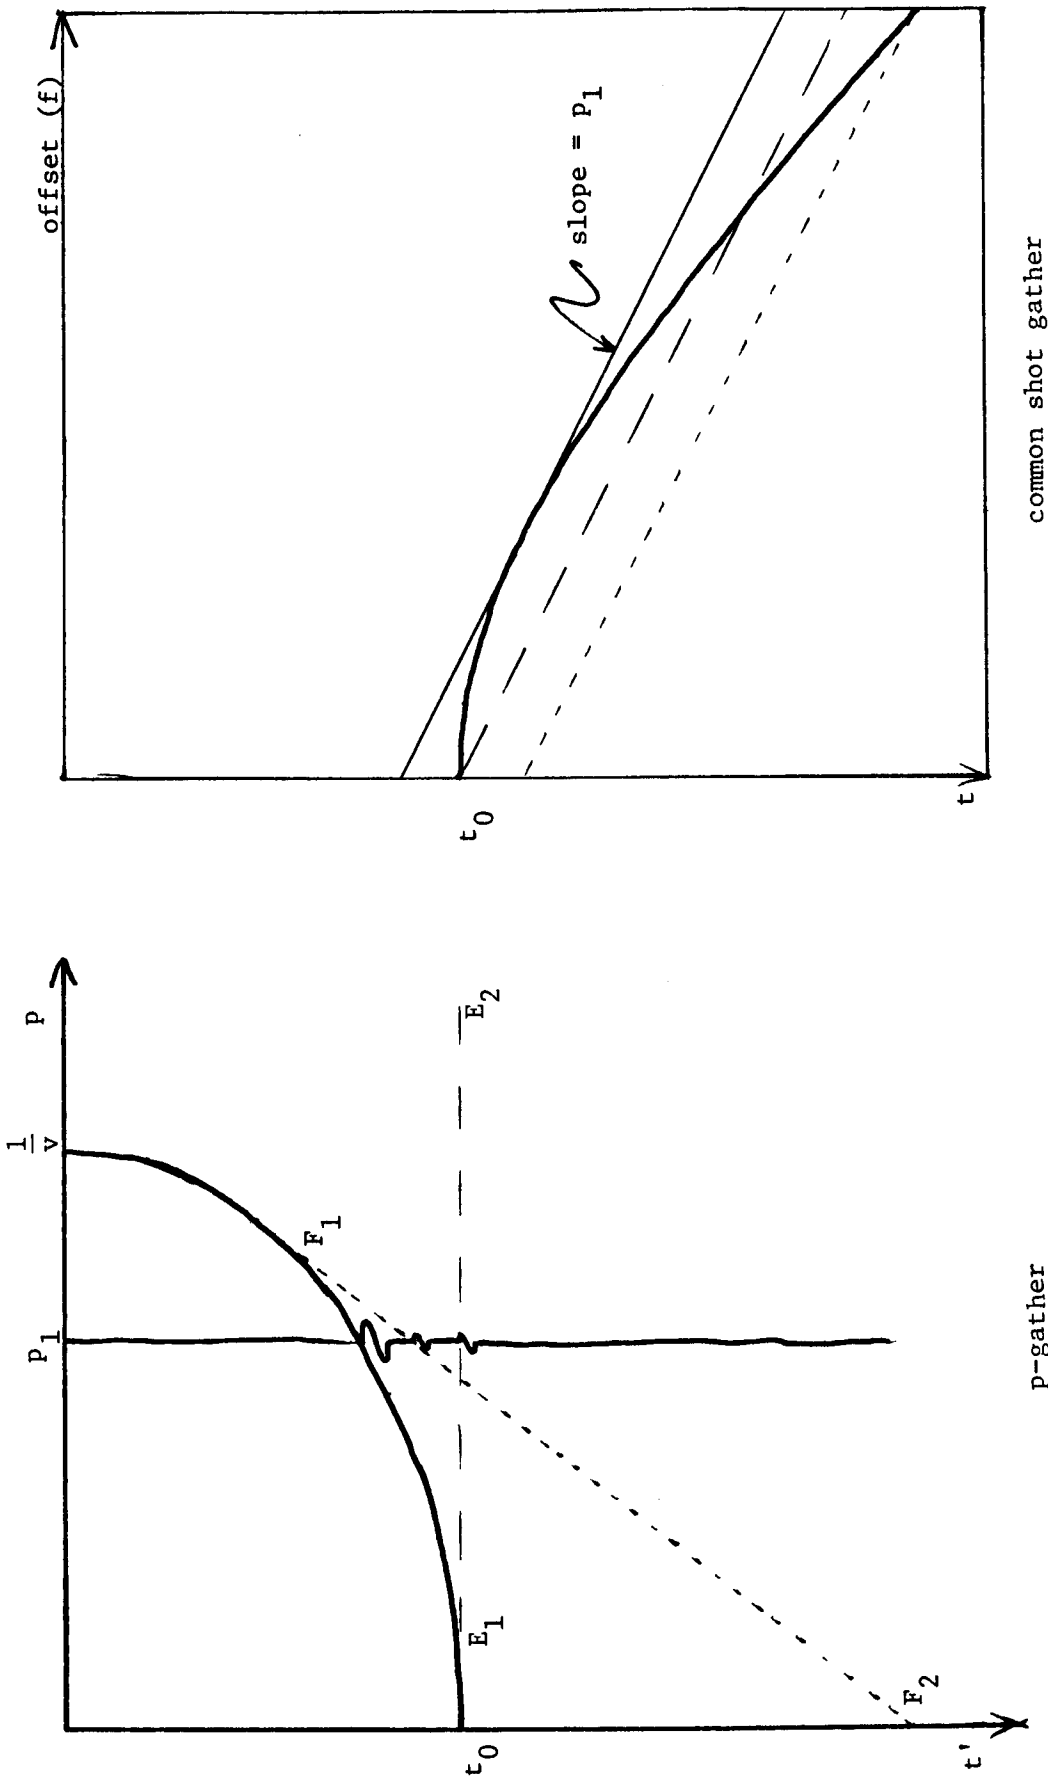 p-gather
t'
t₀
p₁
1/v
p
E₁
E₂
F₁
F₂
common shot gather
t
t₀
offset (f)
slope = p₁